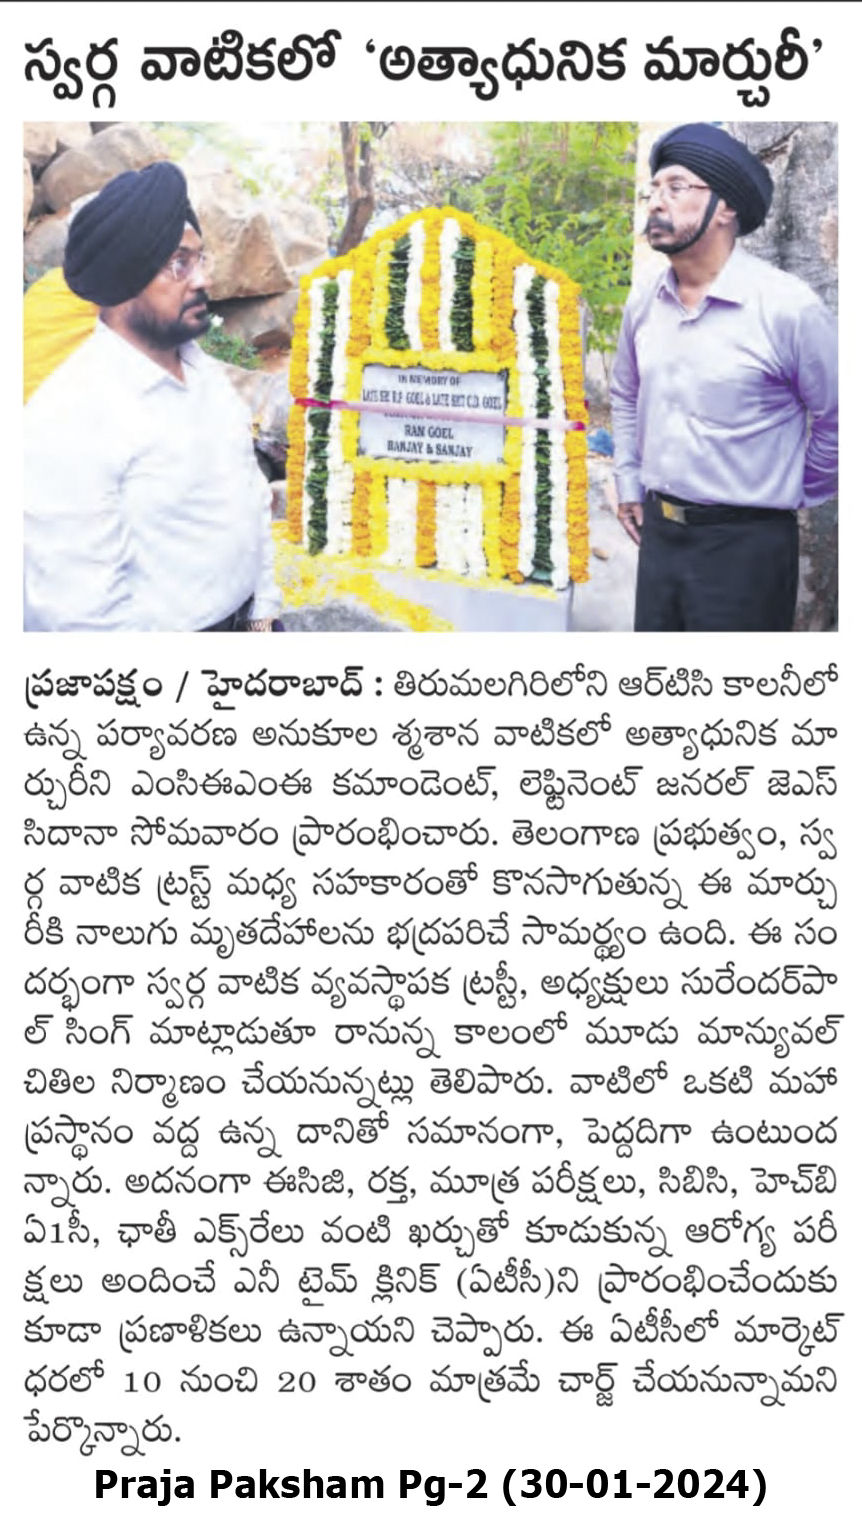 స్వర్గ వాటికలో ‘అత్యాధునిక మార్చురీ’
IN MEMORY OF
LATE SH R.P GOEL & LATE SMT C.D. GOEL
RAN GOEL
SANJAY
ప్రజాపక్షం / హైదరాబాద్ : తిరుమలగిరిలోని ఆర్‌టిసి కాలనీలో
ఉన్న పర్యావరణ అనుకూల శ్మశాన వాటికలో అత్యాధునిక మా
ర్చురీని ఎంసిఈఎంఈ కమాండెంట్, లెఫ్టినెంట్ జనరల్ జెఎస్
సిదానా సోమవారం ప్రారంభించారు. తెలంగాణ ప్రభుత్వం, స్వ
ర్గ వాటిక ట్రస్ట్ మధ్య సహకారంతో కొనసాగుతున్న ఈ మార్చు
రీకి నాలుగు మృతదేహాలను భద్రపరిచే సామర్థ్యం ఉంది. ఈ సం
దర్భంగా స్వర్గ వాటిక వ్యవస్థాపక ట్రస్టీ, అధ్యక్షులు సురేందర్‌పా
ల్ సింగ్ మాట్లాడుతూ రానున్న కాలంలో మూడు మాన్యువల్
చితిల నిర్మాణం చేయనున్నట్లు తెలిపారు. వాటిలో ఒకటి మహా
ప్రస్థానం వద్ద ఉన్న దానితో సమానంగా, పెద్దదిగా ఉంటుంద
న్నారు. అదనంగా ఈసిజి, రక్త, మూత్ర పరీక్షలు, సిబిసి, హెచ్‌బి
ఏ1సీ, ఛాతీ ఎక్స్‌రేలు వంటి ఖర్చుతో కూడుకున్న ఆరోగ్య పరీ
క్షలు అందించే ఎనీ టైమ్ క్లినిక్ (ఏటీసీ)ని ప్రారంభించేందుకు
కూడా ప్రణాళికలు ఉన్నాయని చెప్పారు. ఈ ఏటీసీలో మార్కెట్
ధరలో 10 నుంచి 20 శాతం మాత్రమే చార్జ్ చేయనున్నామని
పేర్కొన్నారు.
Praja Paksham Pg-2 (30-01-2024)